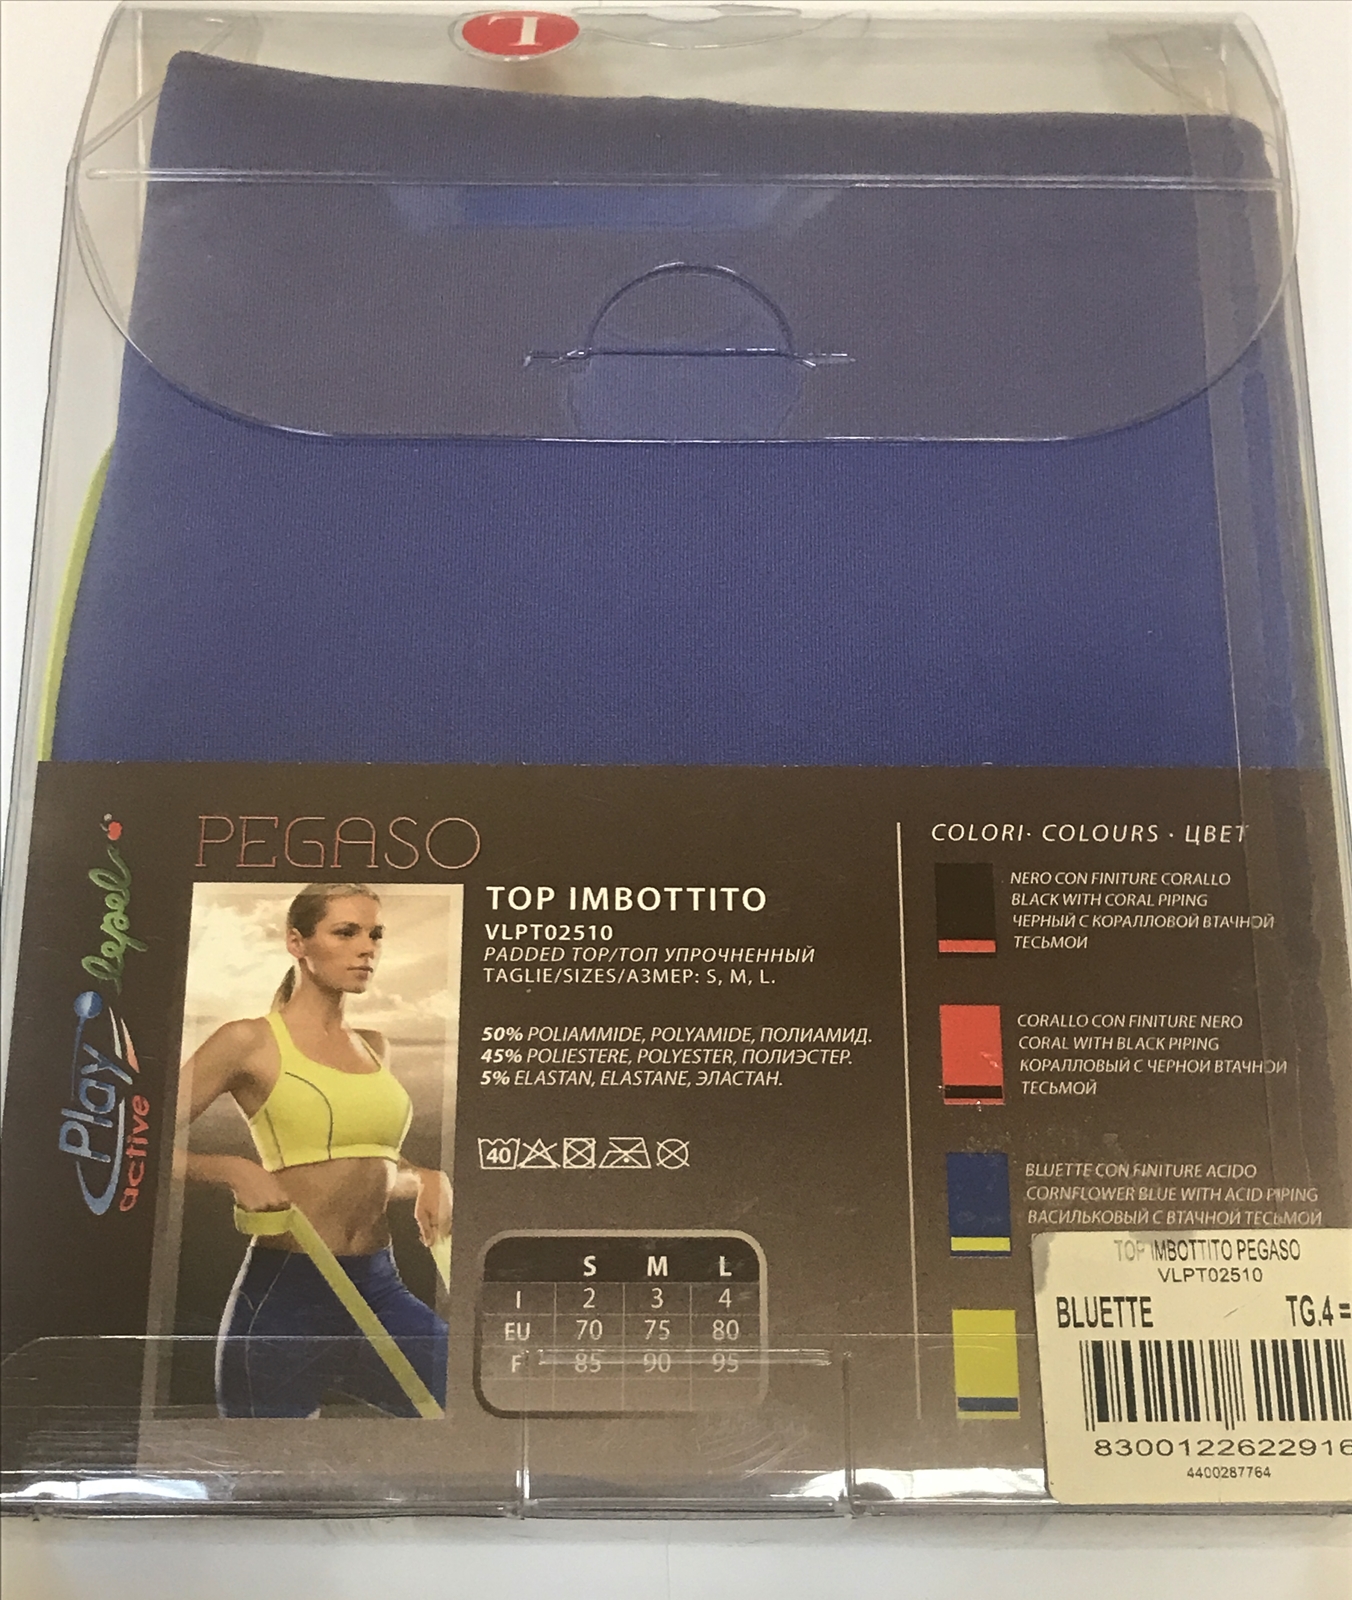 L
PEGASO
lepel
Play
active
TOP IMBOTTITO
VLPT02510
PADDED TOP/ТОП УПРОЧНЕННЫЙ
TAGLIE/SIZES/АЗМЕР: S, M, L.
50% POLIAMMIDE, POLYAMIDE, ПОЛИАМИД.
45% POLIESTERE, POLYESTER, ПОЛИЭСТЕР.
5% ELASTAN, ELASTANE, ЭЛАСТАН.
40
S M L
I 2 3 4
EU 70 75 80
F 85 90 95
COLORI· COLOURS · ЦВЕТ
NERO CON FINITURE CORALLO
BLACK WITH CORAL PIPING
ЧЕРНЫЙ С КОРАЛЛОВОЙ ВТАЧНОЙ
ТЕСЬМОЙ
CORALLO CON FINITURE NERO
CORAL WITH BLACK PIPING
КОРАЛЛОВЫЙ С ЧЕРНОЙ ВТАЧНОЙ
ТЕСЬМОЙ
BLUETTE CON FINITURE ACIDO
CORNFLOWER BLUE WITH ACID PIPING
ВАСИЛЬКОВЫЙ С ВТАЧНОЙ ТЕСЬМОЙ
TOP IMBOTTITO PEGASO
VLPT02510
BLUETTE TG.4 =
8300122622916
4400287764